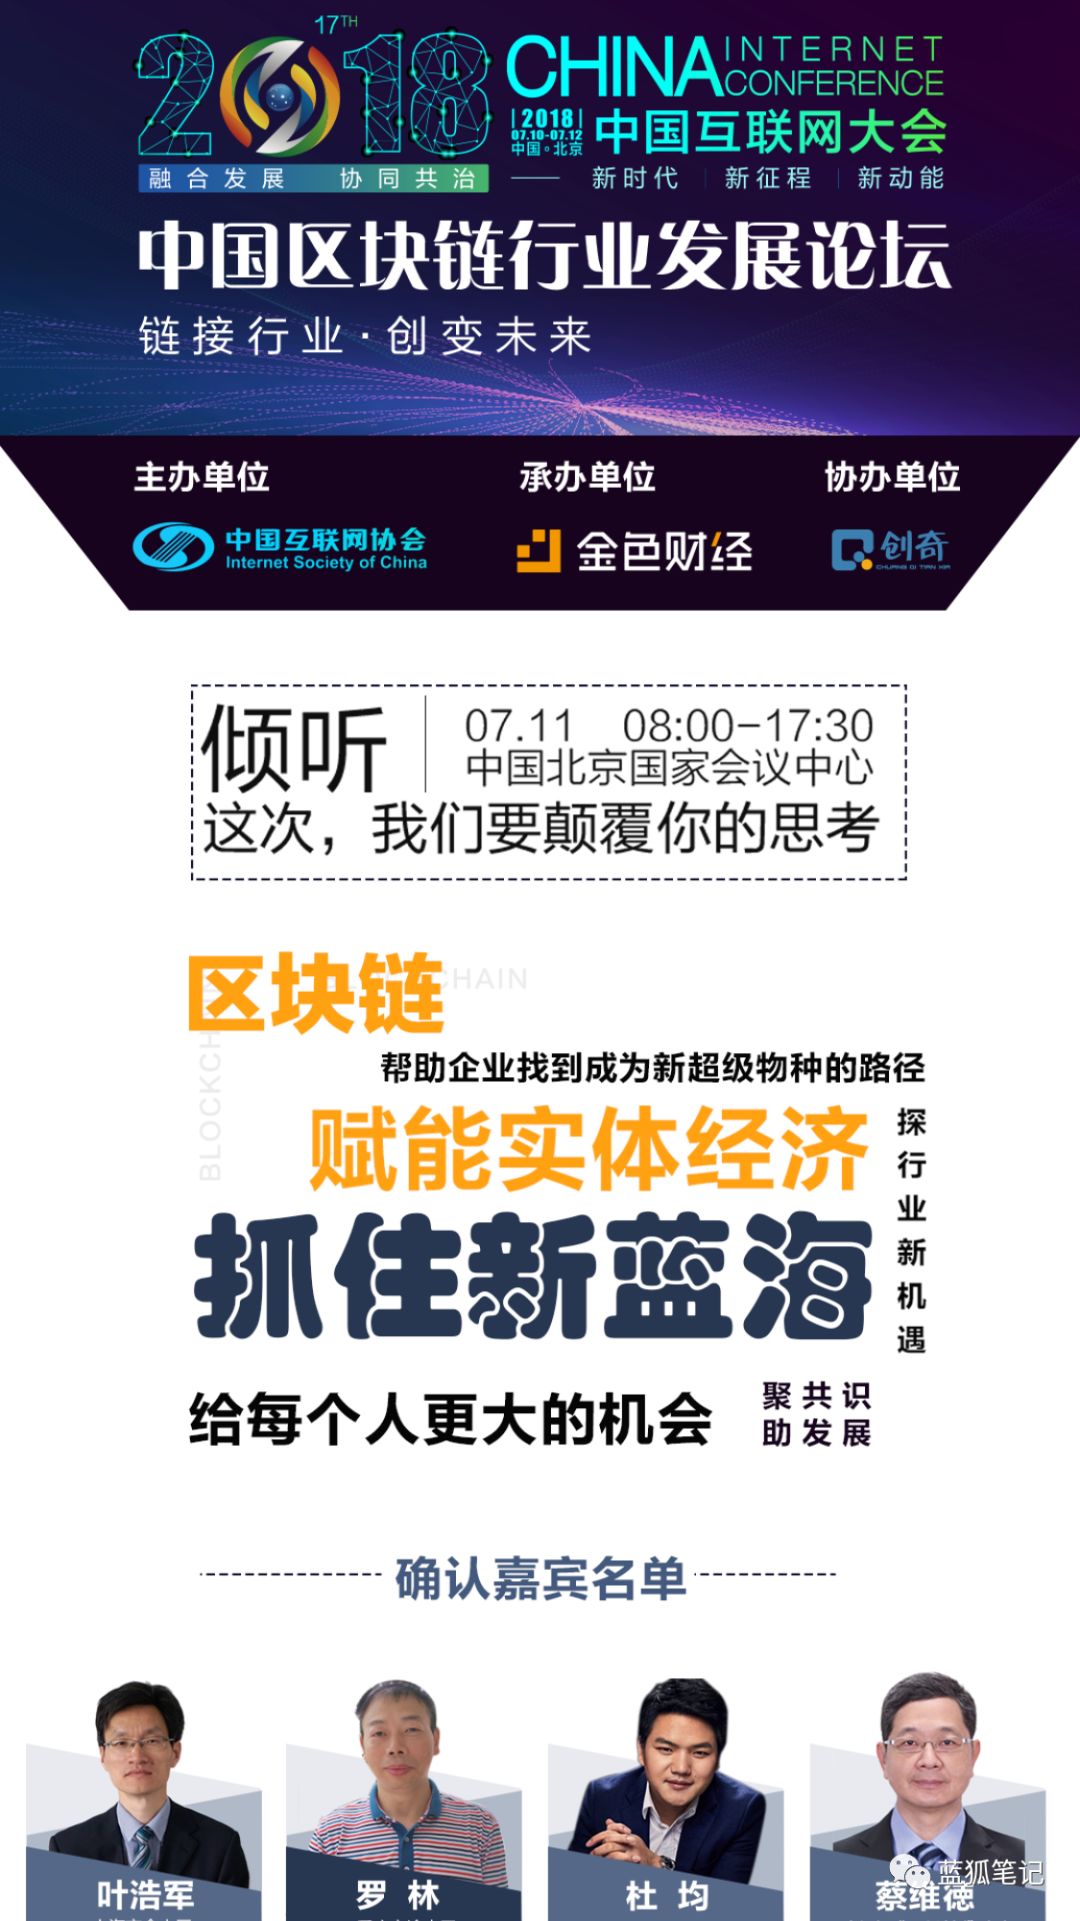 17TH
2018
CHINA INTERNET
CONFERENCE
2018
07.10-07.12
中国·北京
中国互联网大会
融合发展 协同共治
新时代 新征程 新动能
中国区块链行业发展论坛
链接行业·创变未来
主办单位 承办单位 协办单位
中国互联网协会
Internet Society of China
金色财经
创奇
CHUANG QI TIAN XIA
倾听
07.11 08:00-17:30
中国北京国家会议中心
这次，我们要颠覆你的思考
区块链
CHAIN
BLOCKCH
帮助企业找到成为新超级物种的路径
赋能实体经济
探行业新机遇
抓住新蓝海
给每个人更大的机会
聚共识
助发展
确认嘉宾名单
叶浩军 罗林 杜均 蔡维德
蓝狐笔记